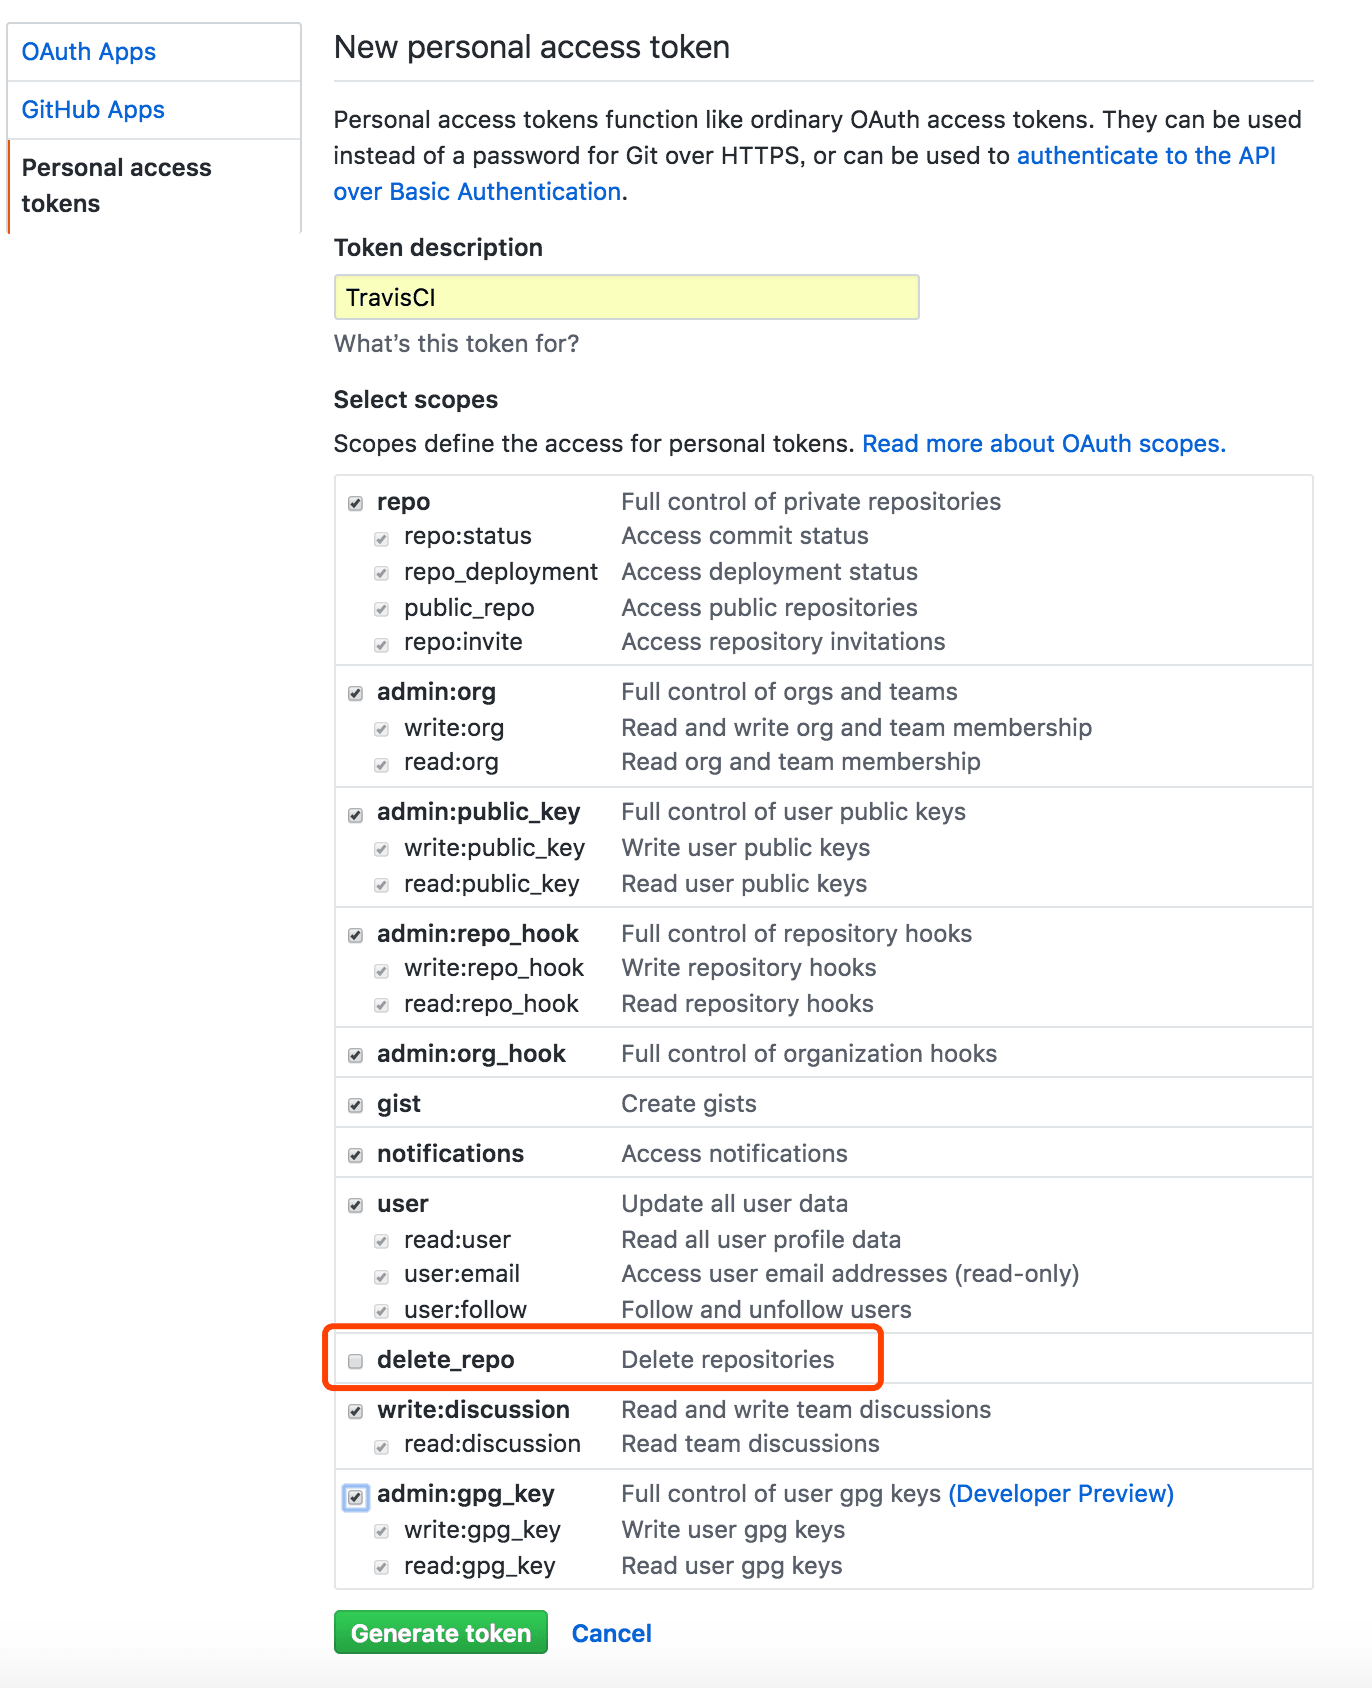 OAuth Apps
GitHub Apps
Personal access
tokens
New personal access token
Personal access tokens function like ordinary OAuth access tokens. They can be used
instead of a password for Git over HTTPS, or can be used to authenticate to the API
over Basic Authentication.
Token description
TravisCI
What’s this token for?
Select scopes
Scopes define the access for personal tokens. Read more about OAuth scopes.
repo Full control of private repositories
repo:status Access commit status
repo_deployment Access deployment status
public_repo Access public repositories
repo:invite Access repository invitations
admin:org Full control of orgs and teams
write:org Read and write org and team membership
read:org Read org and team membership
admin:public_key Full control of user public keys
write:public_key Write user public keys
read:public_key Read user public keys
admin:repo_hook Full control of repository hooks
write:repo_hook Write repository hooks
read:repo_hook Read repository hooks
admin:org_hook Full control of organization hooks
gist Create gists
notifications Access notifications
user Update all user data
read:user Read all user profile data
user:email Access user email addresses (read-only)
user:follow Follow and unfollow users
delete_repo Delete repositories
write:discussion Read and write team discussions
read:discussion Read team discussions
admin:gpg_key Full control of user gpg keys (Developer Preview)
write:gpg_key Write user gpg keys
read:gpg_key Read user gpg keys
Generate token Cancel